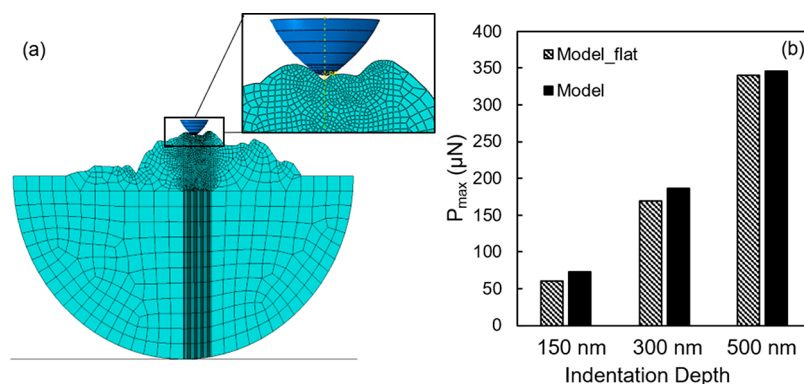 (a)
(b)
400
350
300
250
200
150
100
50
0
P_max (µN)
Model_flat
Model
150 nm 300 nm 500 nm
Indentation Depth